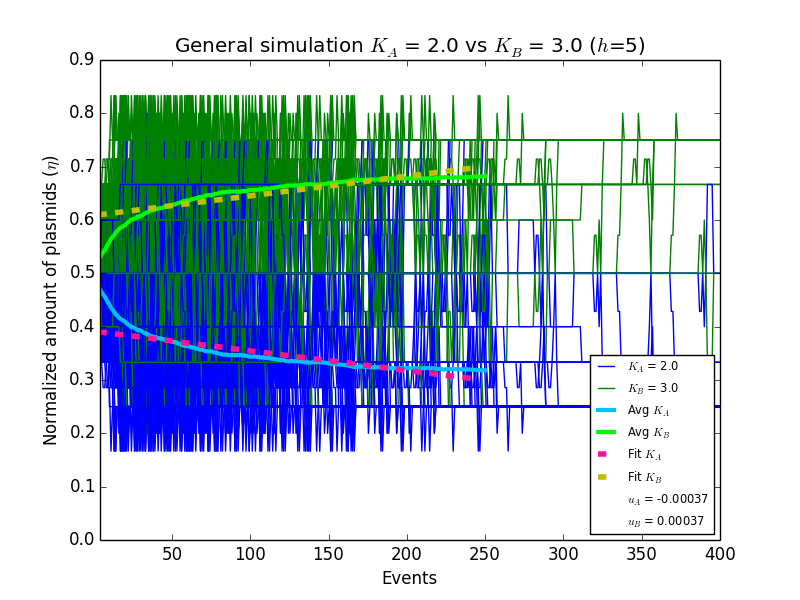 General simulation K_A = 2.0 vs K_B = 3.0 (h=5)
Normalized amount of plasmids (η)
0.9
0.8
0.7
0.6
0.5
0.4
0.3
0.2
0.1
0.0
K_A = 2.0
K_B = 3.0
Avg K_A
Avg K_B
Fit K_A
Fit K_B
u_A = -0.00037
u_B = 0.00037
50 100 150 200 250 300 350 400
Events